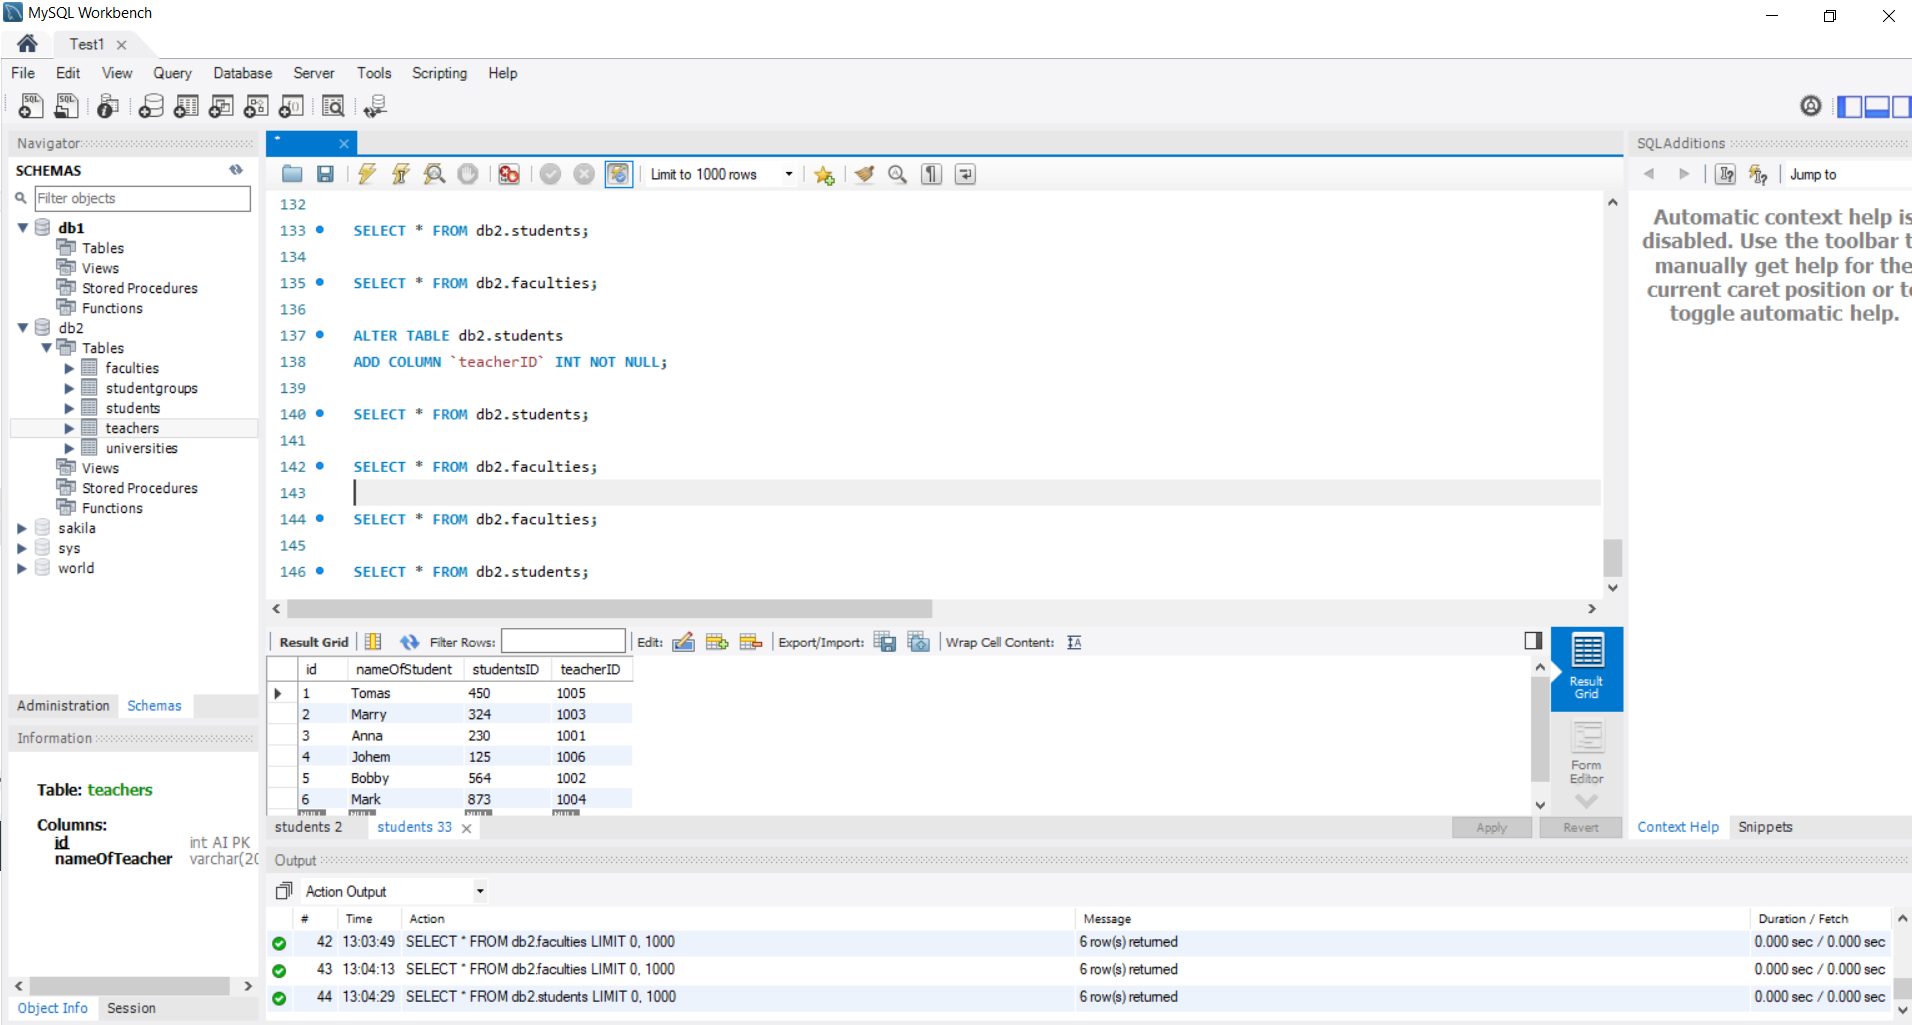 MySQL Workbench
Test1
File Edit View Query Database Server Tools Scripting Help
Navigator
SCHEMAS
Filter objects
db1
Tables
Views
Stored Procedures
Functions
db2
Tables
faculties
studentgroups
students
teachers
universities
Views
Stored Procedures
Functions
sakila
sys
world
Administration Schemas
Information
Table: teachers
Columns:
id int AI PK
nameOfTeacher varchar(20
Object Info Session
Limit to 1000 rows
132
133 SELECT * FROM db2.students;
134
135 SELECT * FROM db2.faculties;
136
137 ALTER TABLE db2.students
138 ADD COLUMN `teacherID` INT NOT NULL;
139
140 SELECT * FROM db2.students;
141
142 SELECT * FROM db2.faculties;
143
144 SELECT * FROM db2.faculties;
145
146 SELECT * FROM db2.students;
Result Grid Filter Rows: Edit: Export/Import: Wrap Cell Content:
id nameOfStudent studentsID teacherID
1 Tomas 450 1005
2 Marry 324 1003
3 Anna 230 1001
4 Johem 125 1006
5 Bobby 564 1002
6 Mark 873 1004
NULL NULL NULL NULL
Result
Grid
Form
Editor
students 2 students 33
Apply Revert
Output
Action Output
# Time Action Message Duration / Fetch
42 13:03:49 SELECT * FROM db2.faculties LIMIT 0, 1000 6 row(s) returned 0.000 sec / 0.000 sec
43 13:04:13 SELECT * FROM db2.faculties LIMIT 0, 1000 6 row(s) returned 0.000 sec / 0.000 sec
44 13:04:29 SELECT * FROM db2.students LIMIT 0, 1000 6 row(s) returned 0.000 sec / 0.000 sec
SQLAdditions
Jump to
Automatic context help is
disabled. Use the toolbar t
manually get help for the
current caret position or to
toggle automatic help.
Context Help Snippets